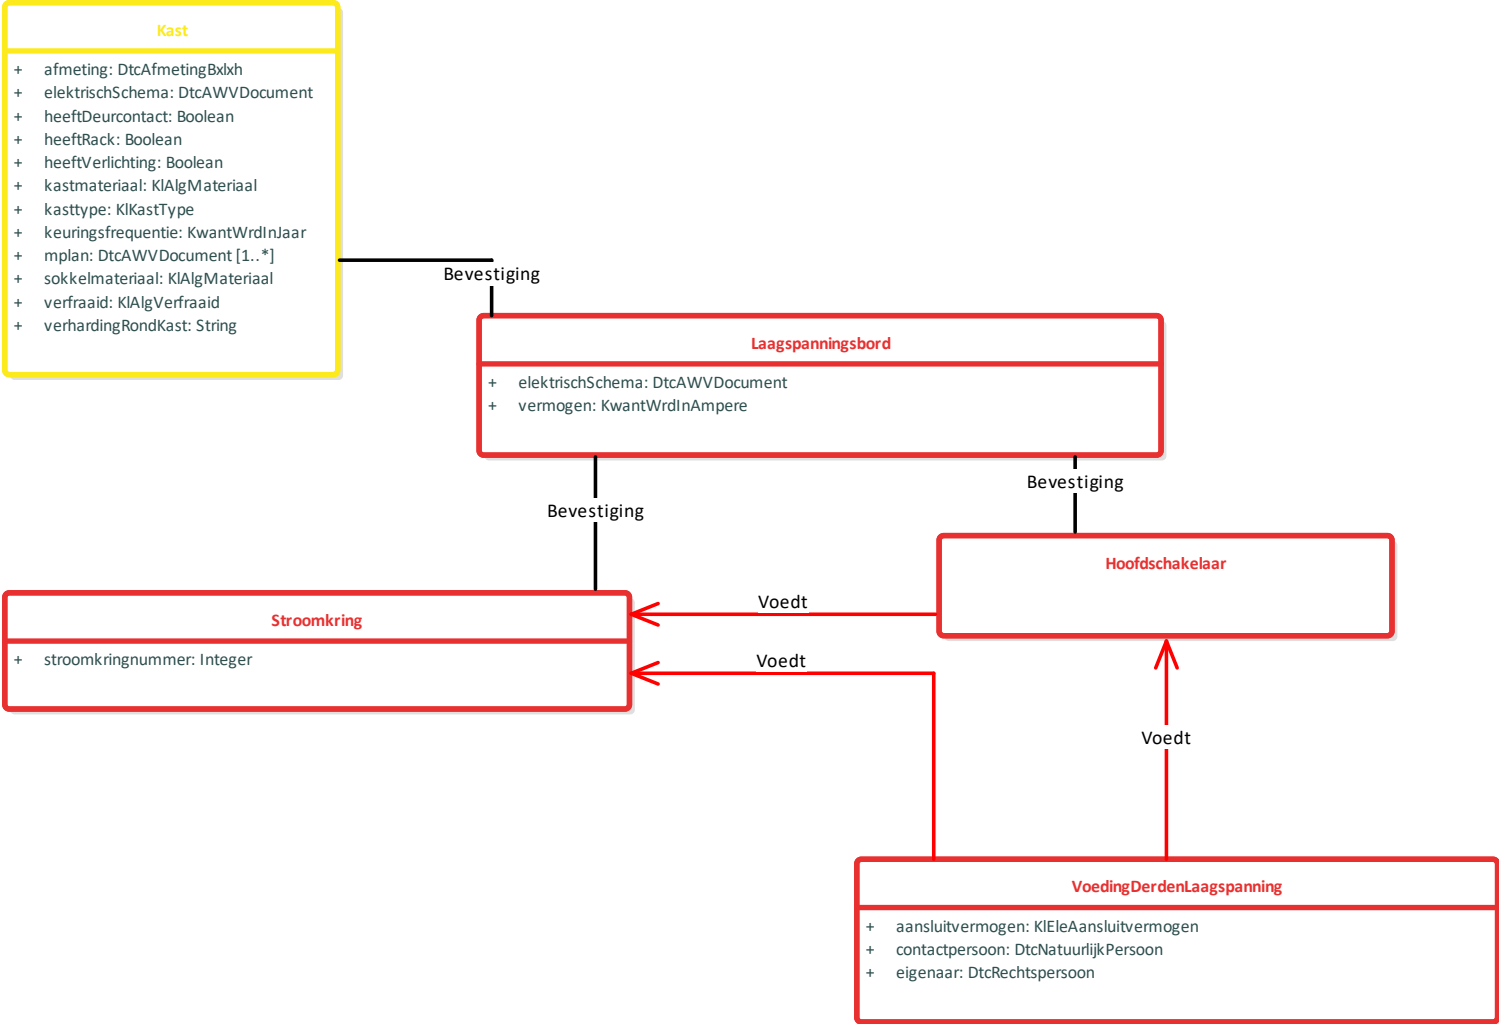 Kast
+ afmeting: DtcAfmetingBxlxh
+ elektrischSchema: DtcAWVDocument
+ heeftDeurcontact: Boolean
+ heeftRack: Boolean
+ heeftVerlichting: Boolean
+ kastmateriaal: KlAlgMateriaal
+ kasttype: KlKastType
+ keuringsfrequentie: KwantWrdInJaar
+ mplan: DtcAWVDocument [1..*]
+ sokkelmateriaal: KlAlgMateriaal
+ verfraaid: KlAlgVerfraaid
+ verhardingRondKast: String
Bevestiging
Laagspanningsbord
+ elektrischSchema: DtcAWVDocument
+ vermogen: KwantWrdInAmpere
Bevestiging
Bevestiging
Hoofdschakelaar
Voedt
Stroomkring
+ stroomkringnummer: Integer
Voedt
Voedt
VoedingDerdenLaagspanning
+ aansluitvermogen: KlEleAansluitvermogen
+ contactpersoon: DtcNatuurlijkPersoon
+ eigenaar: DtcRechtspersoon